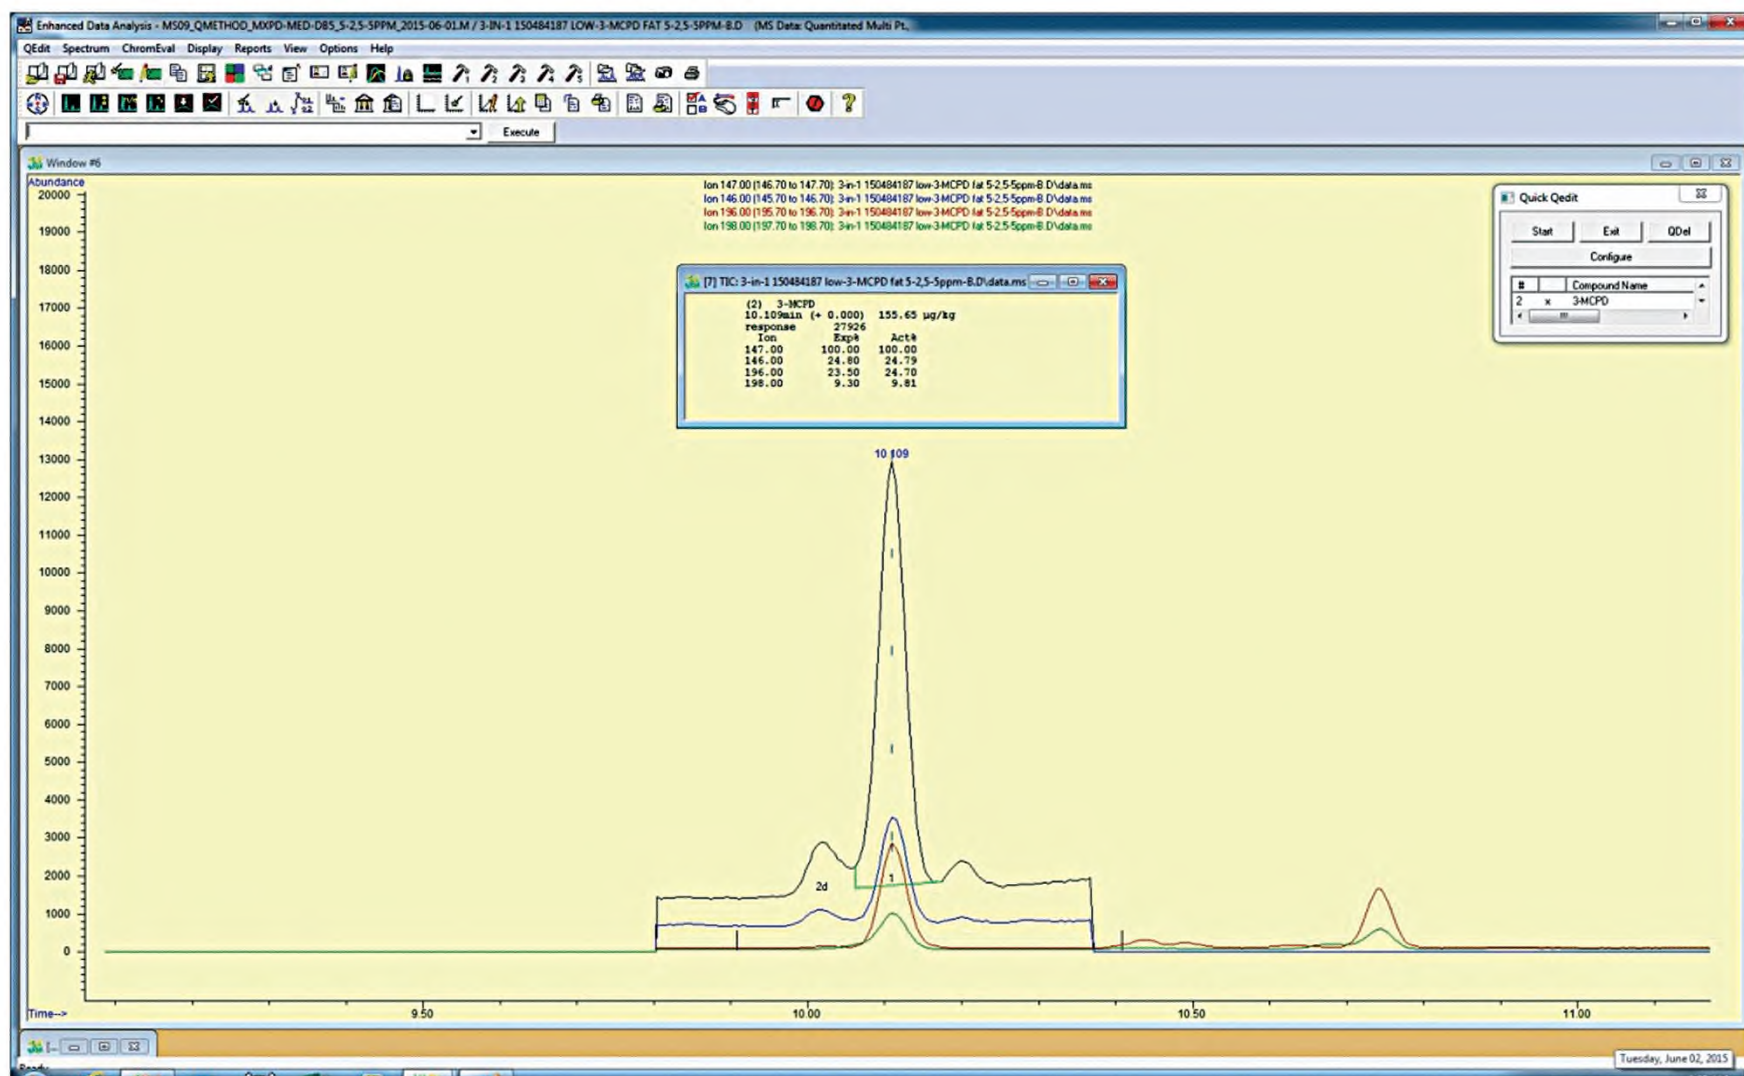 Enhanced Data Analysis - MS09_QMETHOD_MXPD-MED-DB5_5-2,5-5PPM_2015-06-01.M / 3-IN-1 150484187 LOW-3-MCPD FAT 5-2,5-5PPM-B.D (MS Data: Quantitated Multi Pt.,
QEdit Spectrum ChromEval Display Reports View Options Help
Execute
Window #6
Abundance
Ion 147.00 (146.70 to 147.70): 3-in-1 150484187 low-3-MCPD fat 5-2,5-5ppm-B.D\data.ms
Ion 146.00 (145.70 to 146.70): 3-in-1 150484187 low-3-MCPD fat 5-2,5-5ppm-B.D\data.ms
Ion 196.00 (195.70 to 196.70): 3-in-1 150484187 low-3-MCPD fat 5-2,5-5ppm-B.D\data.ms
Ion 198.00 (197.70 to 198.70): 3-in-1 150484187 low-3-MCPD fat 5-2,5-5ppm-B.D\data.ms
Quick Qedit
Start Exit QDel
Configure
# Compound Name
2 x 3-MCPD
[7] TIC: 3-in-1 150484187 low-3-MCPD fat 5-2,5-5ppm-B.D\data.ms
(2) 3-MCPD
10.109min (+ 0.000) 155.65 µg/kg
response 27926
Ion Exp% Act%
147.00 100.00 100.00
146.00 24.80 24.79
196.00 23.50 24.70
198.00 9.30 9.81
20000
19000
18000
17000
16000
15000
14000
13000
12000
11000
10000
9000
8000
7000
6000
5000
4000
3000
2000
1000
0
10.109
2d
1
Time-->
9.50 10.00 10.50 11.00
Ready
Tuesday, June 02, 2015